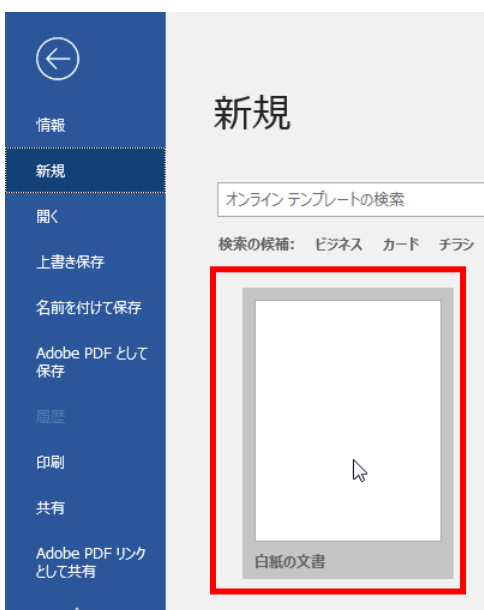 情報
新規
開く
上書き保存
名前を付けて保存
Adobe PDF として
保存
履歴
印刷
共有
Adobe PDF リンク
として共有
新規
オンライン テンプレートの検索
検索の候補: ビジネス カード チラシ
白紙の文書